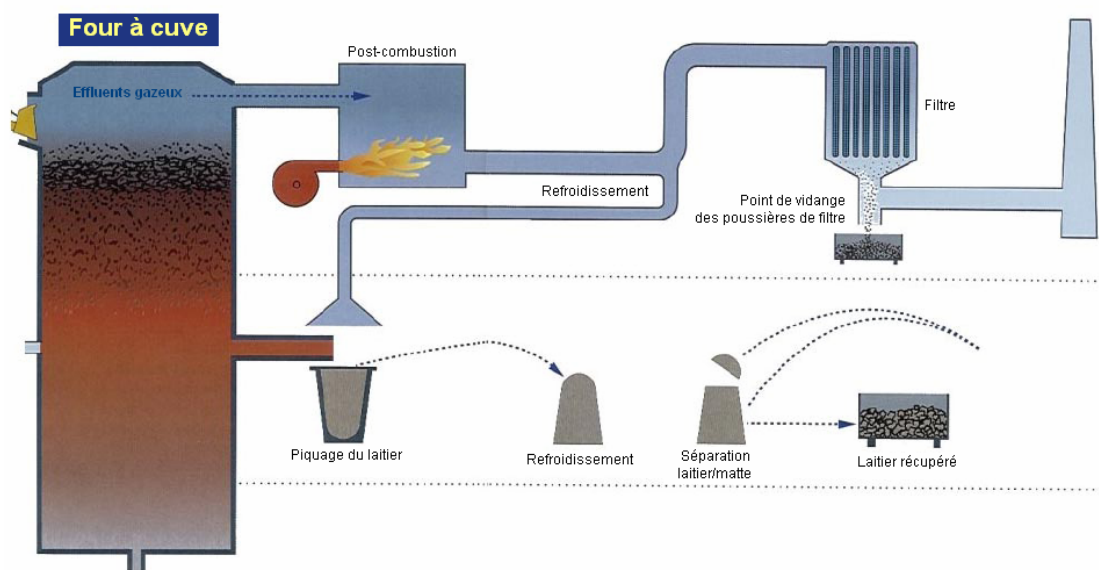 Four à cuve
Post-combustion
Effluents gazeux
Filtre
Refroidissement
Point de vidange
des poussières de filtre
Piquage du laitier
Refroidissement
Séparation
laitier/matte
Laitier récupéré